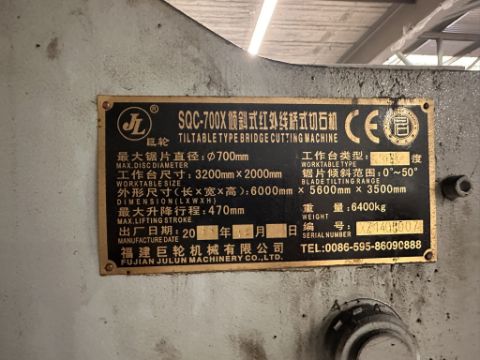 JL ®
巨轮
SQC-700X 倾斜式红外线桥式切石机
TILTABLE TYPE BRIDGE CUTTING MACHINE
CE
最大锯片直径: Φ700mm
MAX.DISC DIAMETER
工作台类型: 度
WORKTABLE TYPE
工作台尺寸: 3200mm×2000mm
WORKTABLE SIZE
锯片倾斜范围: 0°~50°
BLADE TILTING RANGE
外形尺寸(长×宽×高): 6000mm × 5600mm × 3500mm
DIMENSION (LXWXH)
最大升降行程: 470mm
MAX.LIFTING STROKE
重量: 6400kg
WEIGHT
出厂日期: 20 年 月 日
MANUFACTURE DATE
编号:
SERIAL NUMBER
福建巨轮机械有限公司
FUJIAN JULUN MACHINERY CO.,LTD.
TEL:0086-595-86090888